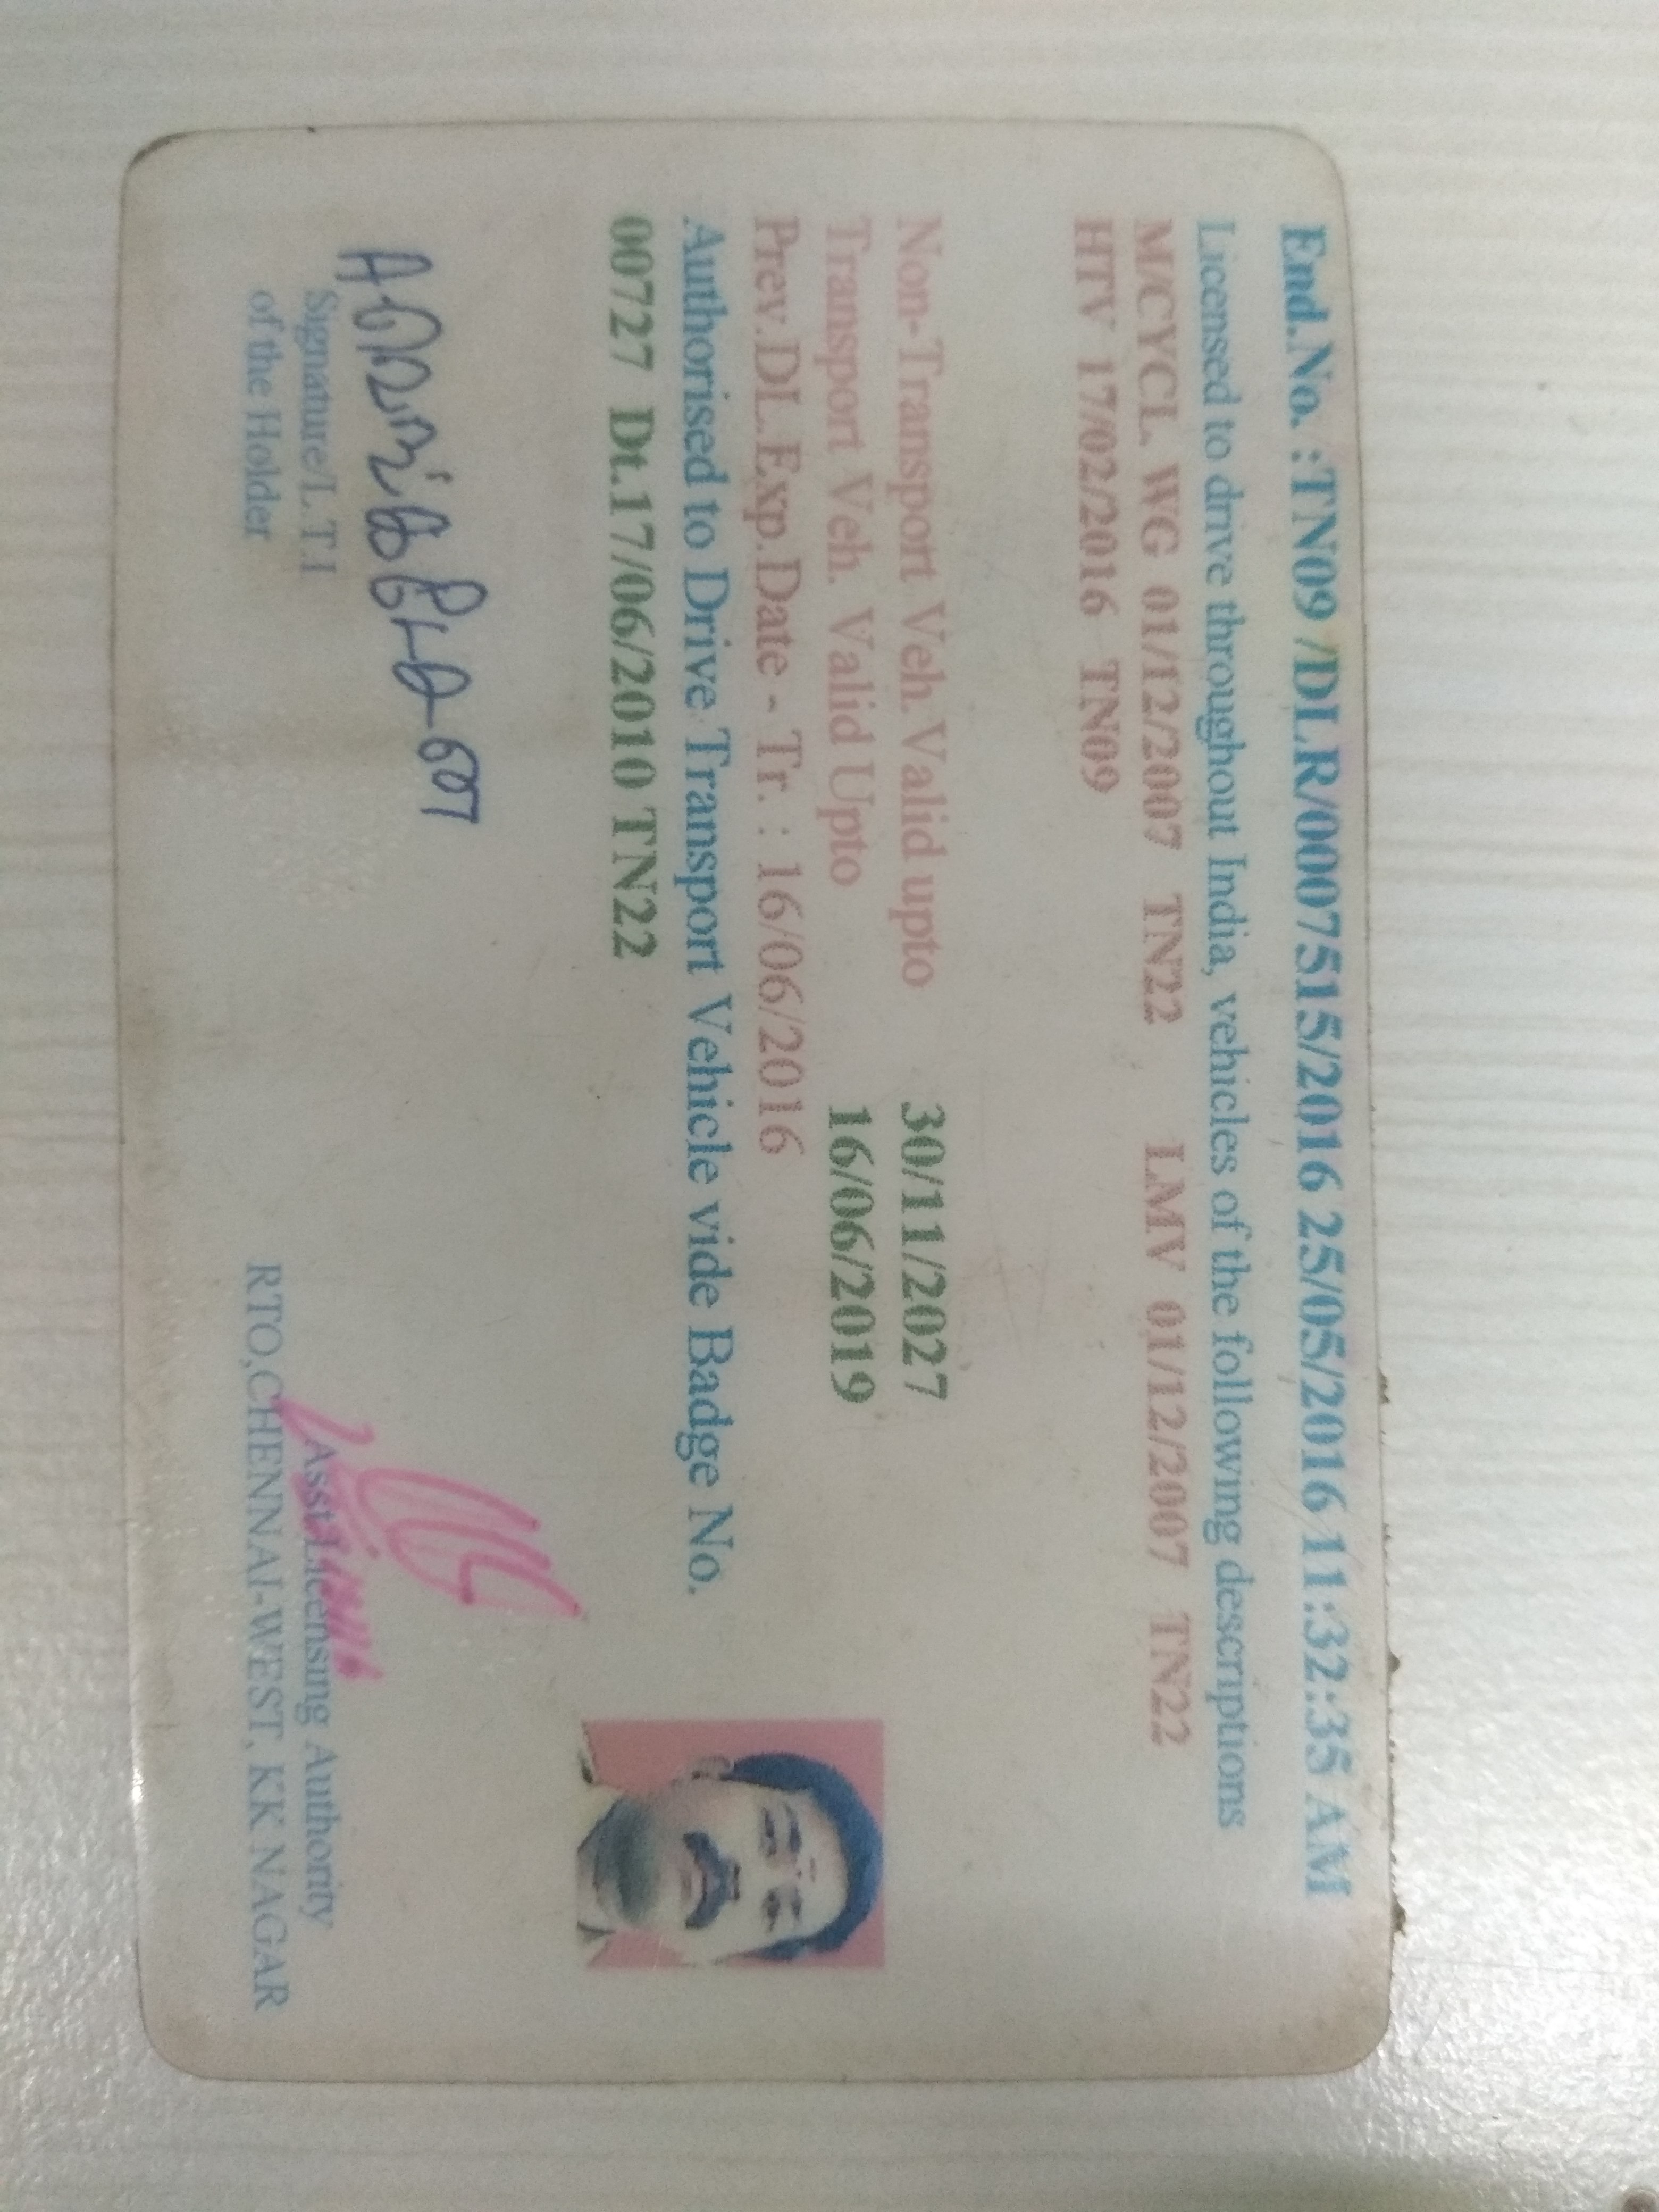 End.No. :TN09 /DLR/0007515/2016 25/05/2016 11:32:35 AM
Licensed to drive throughout India, vehicles of the following descriptions
M/CYCL. WG 01/12/2007 TN22 LMV 01/12/2007 TN22
HTV 17/02/2016 TN09
Non-Transport Veh. Valid upto 30/11/2027
Transport Veh. Valid Upto 16/06/2019
Prev.DL.Exp.Date - Tr. : 16/06/2016
Authorised to Drive Transport Vehicle vide Badge No.
00727 Dt.17/06/2010 TN22
Signature/L.T.I
of the Holder
Asst.Licensing Authority
RTO,CHENNAI-WEST, KK NAGAR